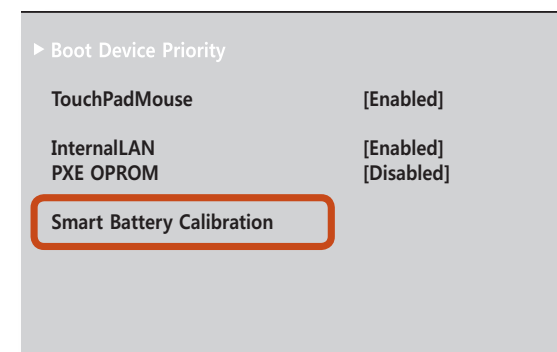 ▶ Boot Device Priority
TouchPadMouse [Enabled]
InternalLAN [Enabled]
PXE OPROM [Disabled]
Smart Battery Calibration